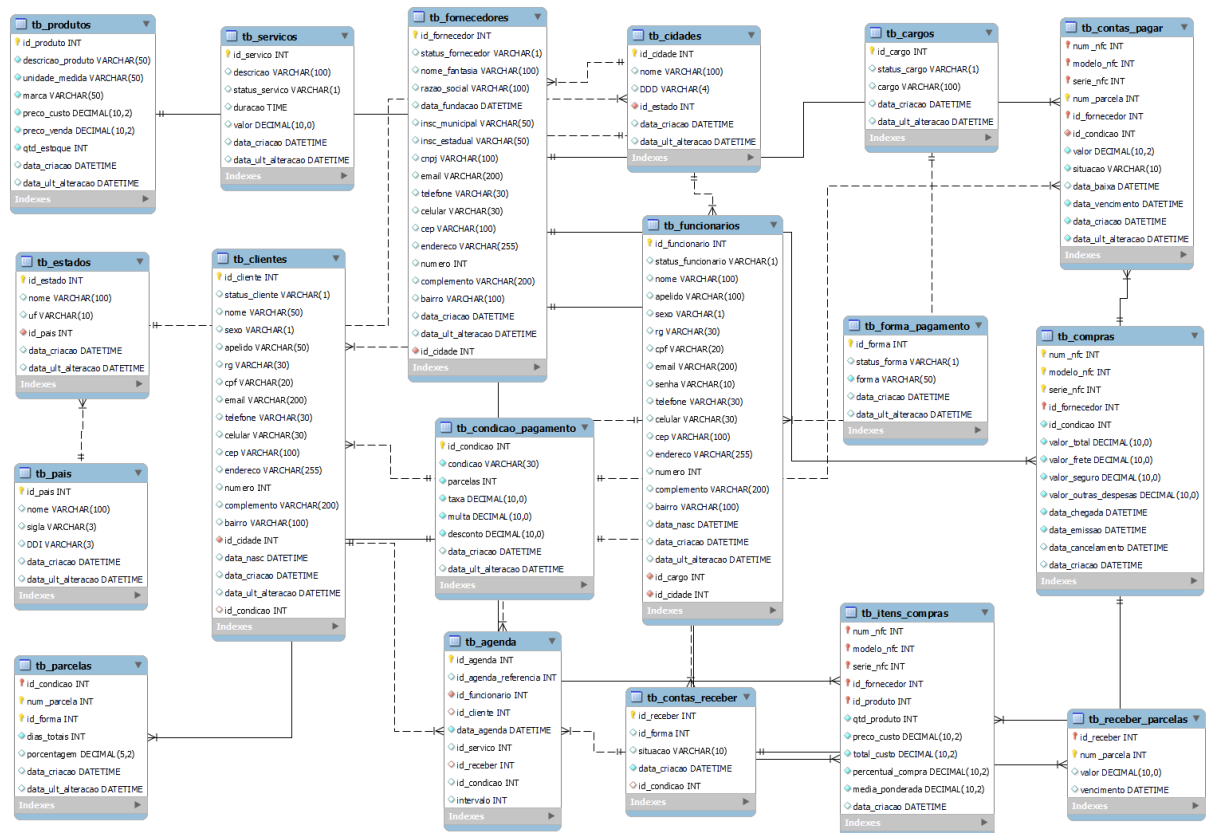 tb_produtos
id_produto INT
descricao_produto VARCHAR(50)
unidade_medida VARCHAR(50)
marca VARCHAR(50)
preco_custo DECIMAL(10,2)
preco_venda DECIMAL(10,2)
qtd_estoque INT
data_criacao DATETIME
data_ult_alteracao DATETIME
Indexes
tb_servicos
id_servico INT
descricao VARCHAR(100)
status_servico VARCHAR(1)
duracao TIME
valor DECIMAL(10,0)
data_criacao DATETIME
data_ult_alteracao DATETIME
Indexes
tb_fornecedores
id_fornecedor INT
status_fornecedor VARCHAR(1)
nome_fantasia VARCHAR(100)
razao_social VARCHAR(100)
data_fundacao DATETIME
insc_municipal VARCHAR(50)
insc_estadual VARCHAR(50)
cnpj VARCHAR(100)
email VARCHAR(200)
telefone VARCHAR(30)
celular VARCHAR(30)
cep VARCHAR(100)
endereco VARCHAR(255)
numero INT
complemento VARCHAR(200)
bairro VARCHAR(100)
data_criacao DATETIME
data_ult_alteracao DATETIME
id_cidade INT
Indexes
tb_cidades
id_cidade INT
nome VARCHAR(100)
DDD VARCHAR(4)
id_estado INT
data_criacao DATETIME
data_ult_alteracao DATETIME
Indexes
tb_cargos
id_cargo INT
status_cargo VARCHAR(1)
cargo VARCHAR(100)
data_criacao DATETIME
data_ult_alteracao DATETIME
Indexes
tb_contas_pagar
num_nfc INT
modelo_nfc INT
serie_nfc INT
num_parcela INT
id_fornecedor INT
id_condicao INT
valor DECIMAL(10,2)
situacao VARCHAR(10)
data_baixa DATETIME
data_vencimento DATETIME
data_criacao DATETIME
data_ult_alteracao DATETIME
Indexes
tb_estados
id_estado INT
nome VARCHAR(100)
uf VARCHAR(10)
id_pais INT
data_criacao DATETIME
data_ult_alteracao DATETIME
Indexes
tb_clientes
id_cliente INT
status_cliente VARCHAR(1)
nome VARCHAR(50)
sexo VARCHAR(1)
apelido VARCHAR(50)
rg VARCHAR(30)
cpf VARCHAR(20)
email VARCHAR(200)
telefone VARCHAR(30)
celular VARCHAR(30)
cep VARCHAR(100)
endereco VARCHAR(255)
numero INT
complemento VARCHAR(200)
bairro VARCHAR(100)
id_cidade INT
data_nasc DATETIME
data_criacao DATETIME
data_ult_alteracao DATETIME
id_condicao INT
Indexes
tb_funcionarios
id_funcionario INT
status_funcionario VARCHAR(1)
nome VARCHAR(100)
apelido VARCHAR(100)
sexo VARCHAR(1)
rg VARCHAR(30)
cpf VARCHAR(20)
email VARCHAR(200)
senha VARCHAR(10)
telefone VARCHAR(30)
celular VARCHAR(30)
cep VARCHAR(100)
endereco VARCHAR(255)
numero INT
complemento VARCHAR(200)
bairro VARCHAR(100)
data_nasc DATETIME
data_criacao DATETIME
data_ult_alteracao DATETIME
id_cargo INT
id_cidade INT
Indexes
tb_forma_pagamento
id_forma INT
status_forma VARCHAR(1)
forma VARCHAR(50)
data_criacao DATETIME
data_ult_alteracao DATETIME
Indexes
tb_compras
num_nfc INT
modelo_nfc INT
serie_nfc INT
id_fornecedor INT
id_condicao INT
valor_total DECIMAL(10,0)
valor_frete DECIMAL(10,0)
valor_seguro DECIMAL(10,0)
valor_outras_despesas DECIMAL(10,0)
data_chegada DATETIME
data_emissao DATETIME
data_cancelamento DATETIME
data_criacao DATETIME
Indexes
tb_pais
id_pais INT
nome VARCHAR(100)
sigla VARCHAR(3)
DDI VARCHAR(3)
data_criacao DATETIME
data_ult_alteracao DATETIME
Indexes
tb_condicao_pagamento
id_condicao INT
condicao VARCHAR(30)
parcelas INT
taxa DECIMAL(10,0)
multa DECIMAL(10,0)
desconto DECIMAL(10,0)
data_criacao DATETIME
data_ult_alteracao DATETIME
Indexes
tb_parcelas
id_condicao INT
num_parcela INT
id_forma INT
dias_totais INT
porcentagem DECIMAL(5,2)
data_criacao DATETIME
data_ult_alteracao DATETIME
Indexes
tb_agenda
id_agenda INT
id_agenda_referencia INT
id_funcionario INT
id_cliente INT
data_agenda DATETIME
id_servico INT
id_receber INT
id_condicao INT
intervalo INT
Indexes
tb_contas_receber
id_receber INT
id_forma INT
situacao VARCHAR(10)
data_criacao DATETIME
id_condicao INT
Indexes
tb_itens_compras
num_nfc INT
modelo_nfc INT
serie_nfc INT
id_fornecedor INT
id_produto INT
qtd_produto INT
preco_custo DECIMAL(10,2)
total_custo DECIMAL(10,2)
percentual_compra DECIMAL(10,2)
media_ponderada DECIMAL(10,2)
data_criacao DATETIME
Indexes
tb_receber_parcelas
id_receber INT
num_parcela INT
valor DECIMAL(10,0)
vencimento DATETIME
Indexes